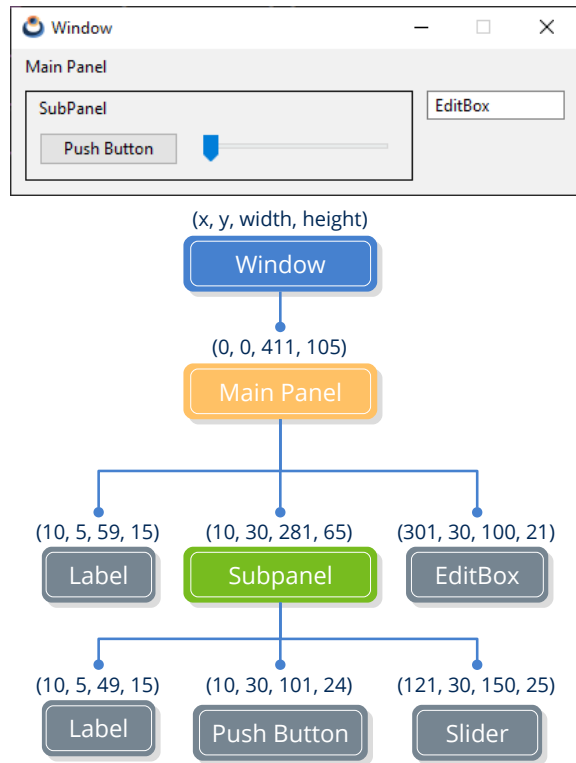 Window
Main Panel
SubPanel
EditBox
Push Button
(x, y, width, height)
Window
(0, 0, 411, 105)
Main Panel
(10, 5, 59, 15) (10, 30, 281, 65) (301, 30, 100, 21)
Label Subpanel EditBox
(10, 5, 49, 15) (10, 30, 101, 24) (121, 30, 150, 25)
Label Push Button Slider